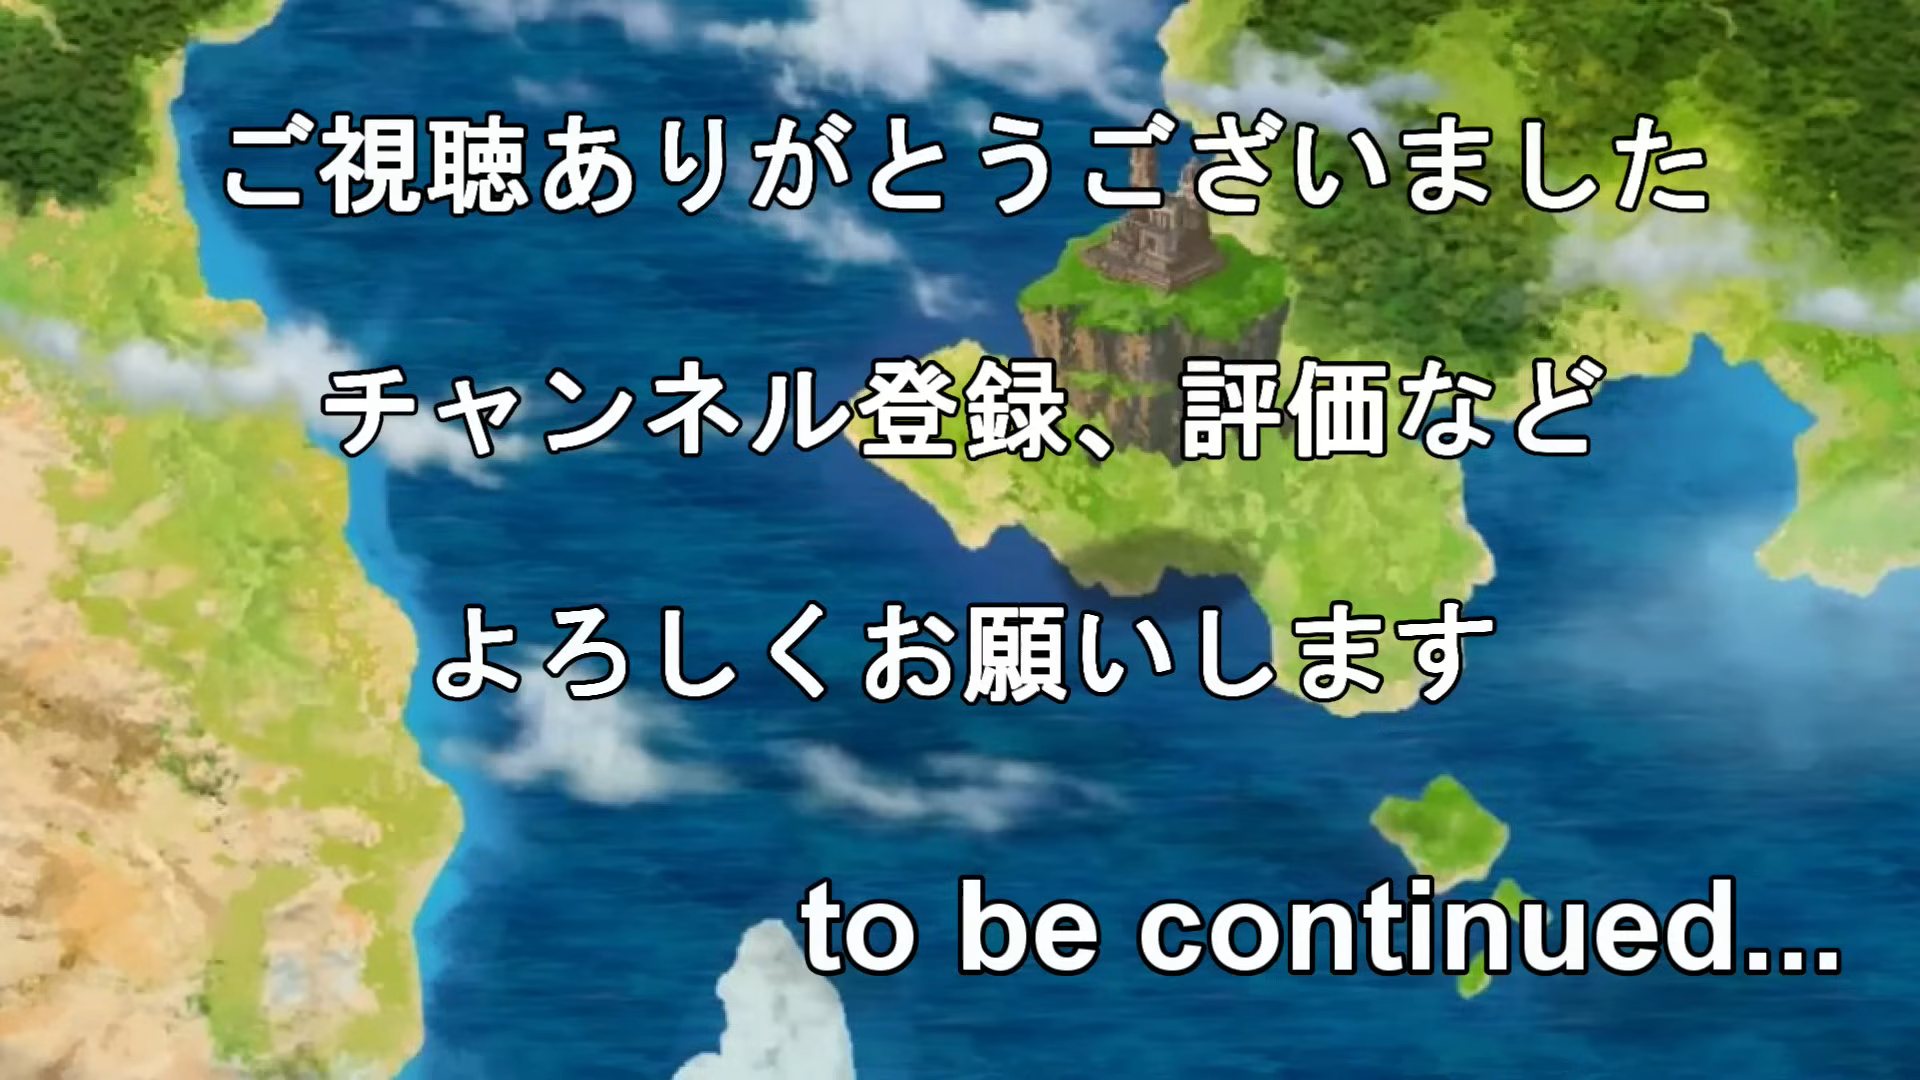 ご視聴ありがとうございました
チャンネル登録、評価など
よろしくお願いします
to be continued...